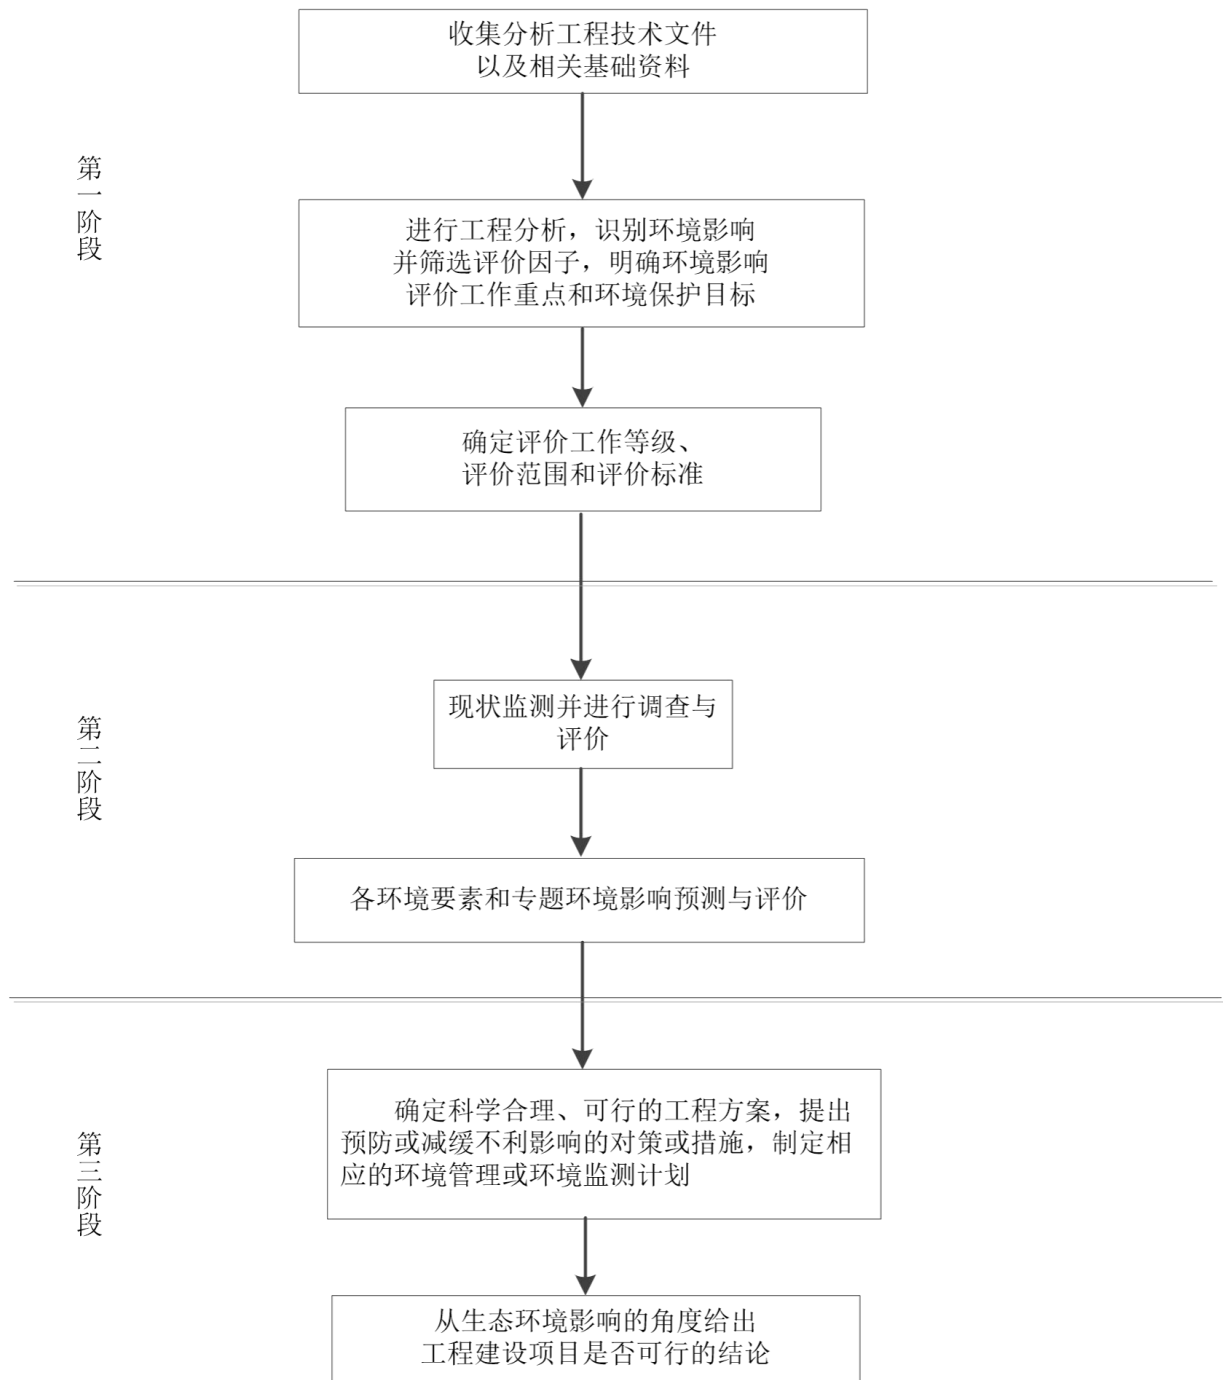 收集分析工程技术文件
以及相关基础资料
第一阶段
进行工程分析，识别环境影响
并筛选评价因子，明确环境影响
评价工作重点和环境保护目标
确定评价工作等级、
评价范围和评价标准
第二阶段
现状监测并进行调查与
评价
各环境要素和专题环境影响预测与评价
第三阶段
确定科学合理、可行的工程方案，提出
预防或减缓不利影响的对策或措施，制定相
应的环境管理或环境监测计划
从生态环境影响的角度给出
工程建设项目是否可行的结论